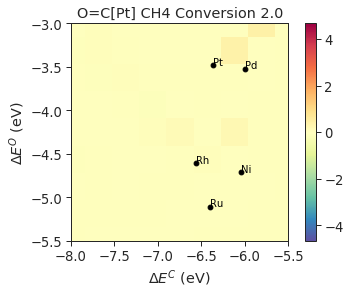 O=C[Pt] CH4 Conversion 2.0
−3.0
−3.5
−4.0
−4.5
−5.0
−5.5
ΔE^O (eV)
Pt
Pd
Rh
Ni
Ru
−8.0 −7.5 −7.0 −6.5 −6.0 −5.5
ΔE^C (eV)
4
2
0
−2
−4